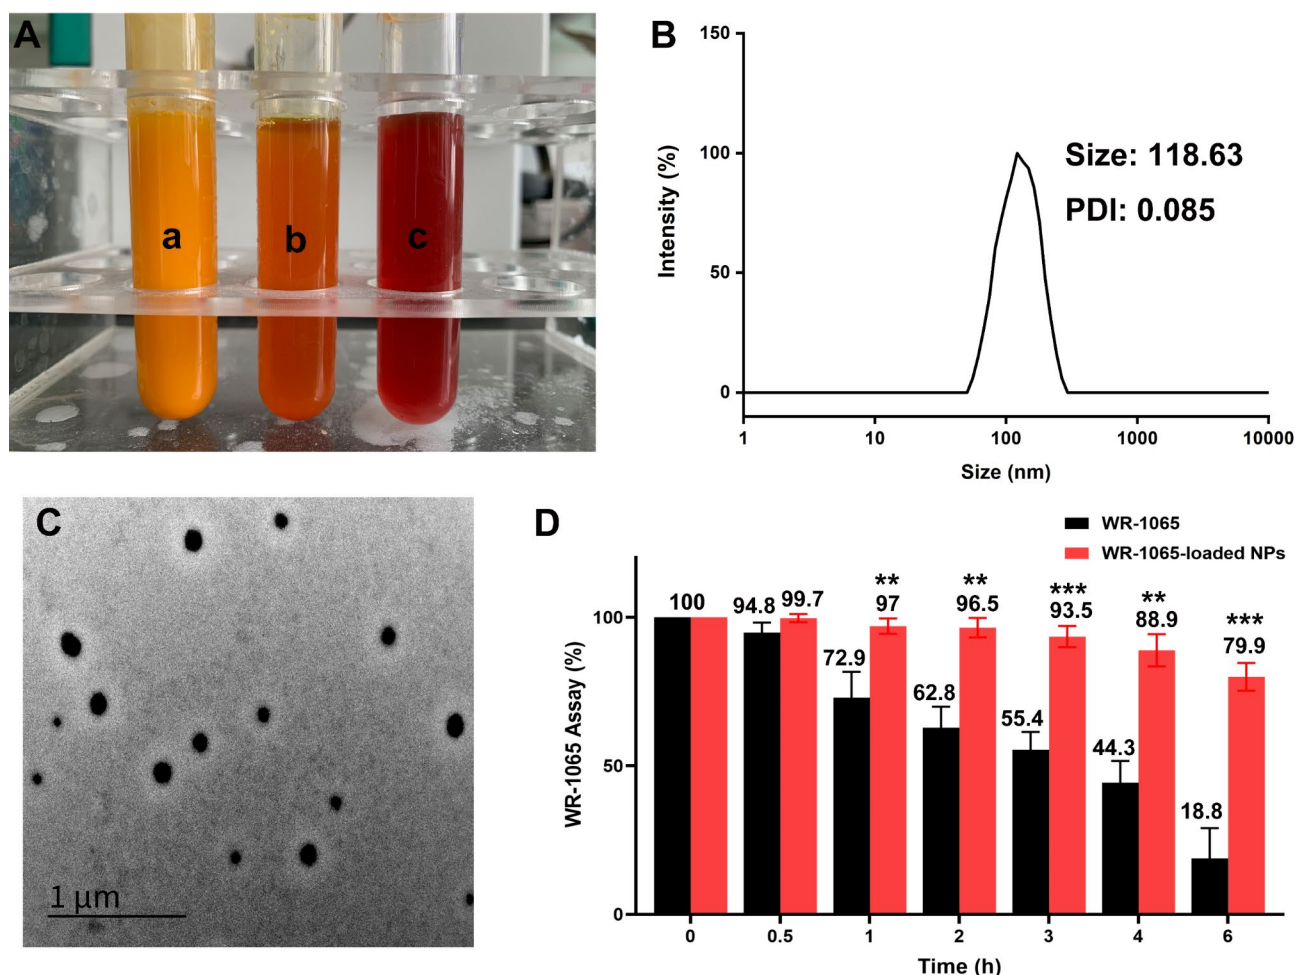 A
a
b
c
B
150
100
50
0
Intensity (%)
Size: 118.63
PDI: 0.085
1
10
100
1000
10000
Size (nm)
C
1 µm
D
WR-1065
WR-1065-loaded NPs
WR-1065 Assay (%)
100
50
0
100
94.8
99.7
72.9
**
97
62.8
**
96.5
55.4
***
93.5
44.3
**
88.9
18.8
***
79.9
0
0.5
1
2
3
4
6
Time (h)